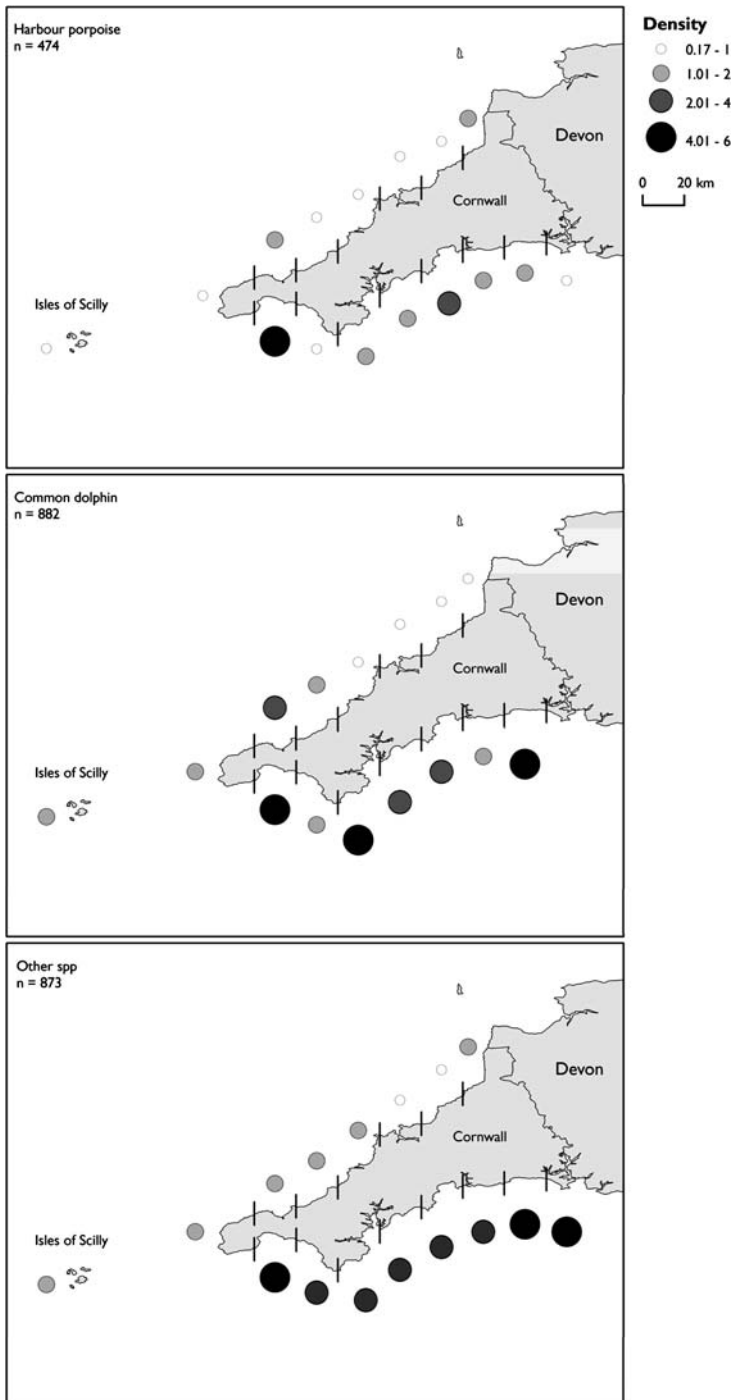 Harbour porpoise
n = 474
Devon
Cornwall
Isles of Scilly
Density
0.17 - 1
1.01 - 2
2.01 - 4
4.01 - 6
0 20 km
Common dolphin
n = 882
Devon
Cornwall
Isles of Scilly
Other spp
n = 873
Devon
Cornwall
Isles of Scilly